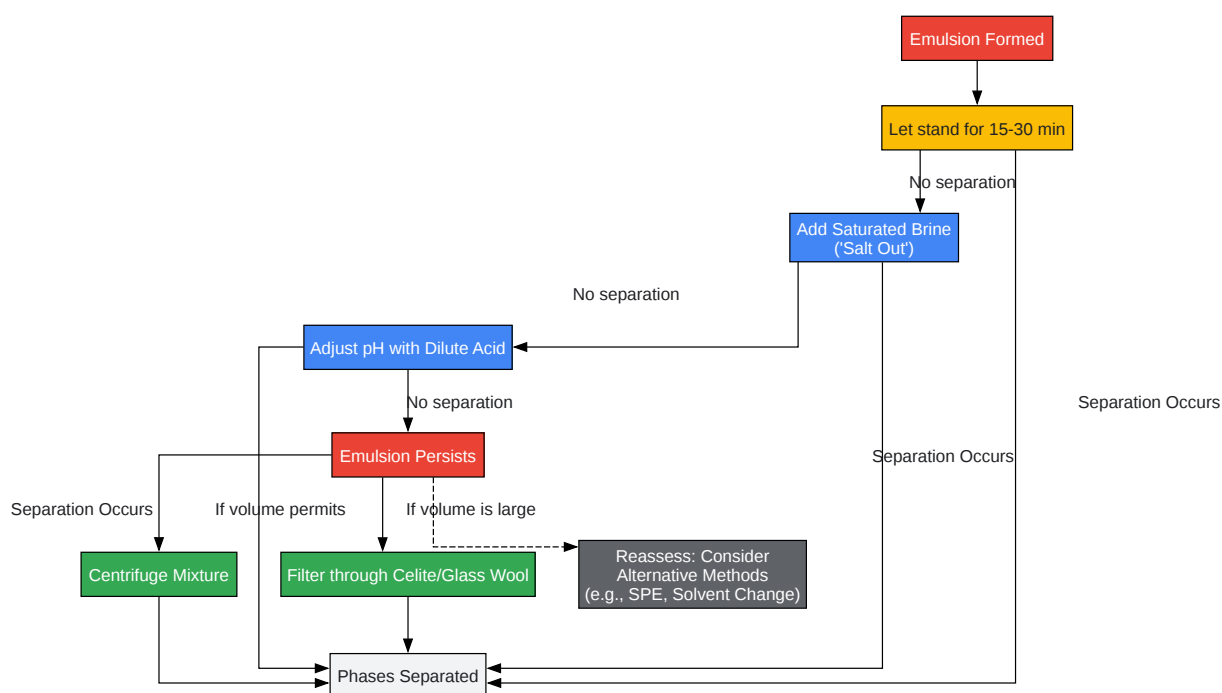 Emulsion Formed
Let stand for 15-30 min
No separation
Add Saturated Brine
('Salt Out')
No separation
Adjust pH with Dilute Acid
No separation
Separation Occurs
Emulsion Persists
Separation Occurs
Separation Occurs
If volume permits
If volume is large
Centrifuge Mixture
Filter through Celite/Glass Wool
Reassess: Consider
Alternative Methods
(e.g., SPE, Solvent Change)
Phases Separated